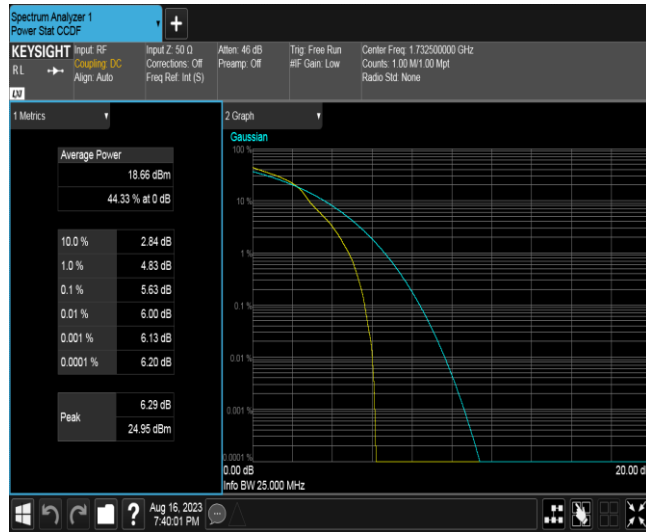 Spectrum Analyzer 1
Power Stat CCDF
+
KEYSIGHT
Input: RF
Coupling: DC
Align: Auto
Input Z: 50 Ω
Corrections: Off
Freq Ref: Int (S)
Atten: 46 dB
Preamp: Off
Trig: Free Run
#IF Gain: Low
Center Freq: 1.732500000 GHz
Counts: 1.00 M/1.00 Mpt
Radio Std: None
R L
LXI
1 Metrics
Average Power
18.66 dBm
44.33 % at 0 dB
10.0 % 2.84 dB
1.0 % 4.83 dB
0.1 % 5.63 dB
0.01 % 6.00 dB
0.001 % 6.13 dB
0.0001 % 6.20 dB
Peak
6.29 dB
24.95 dBm
2 Graph
Gaussian
100 %
10 %
1 %
0.1 %
0.01 %
0.001 %
0.0001 %
0.00 dB 20.00 d
Info BW 25.000 MHz
?
Aug 16, 2023
7:40:01 PM